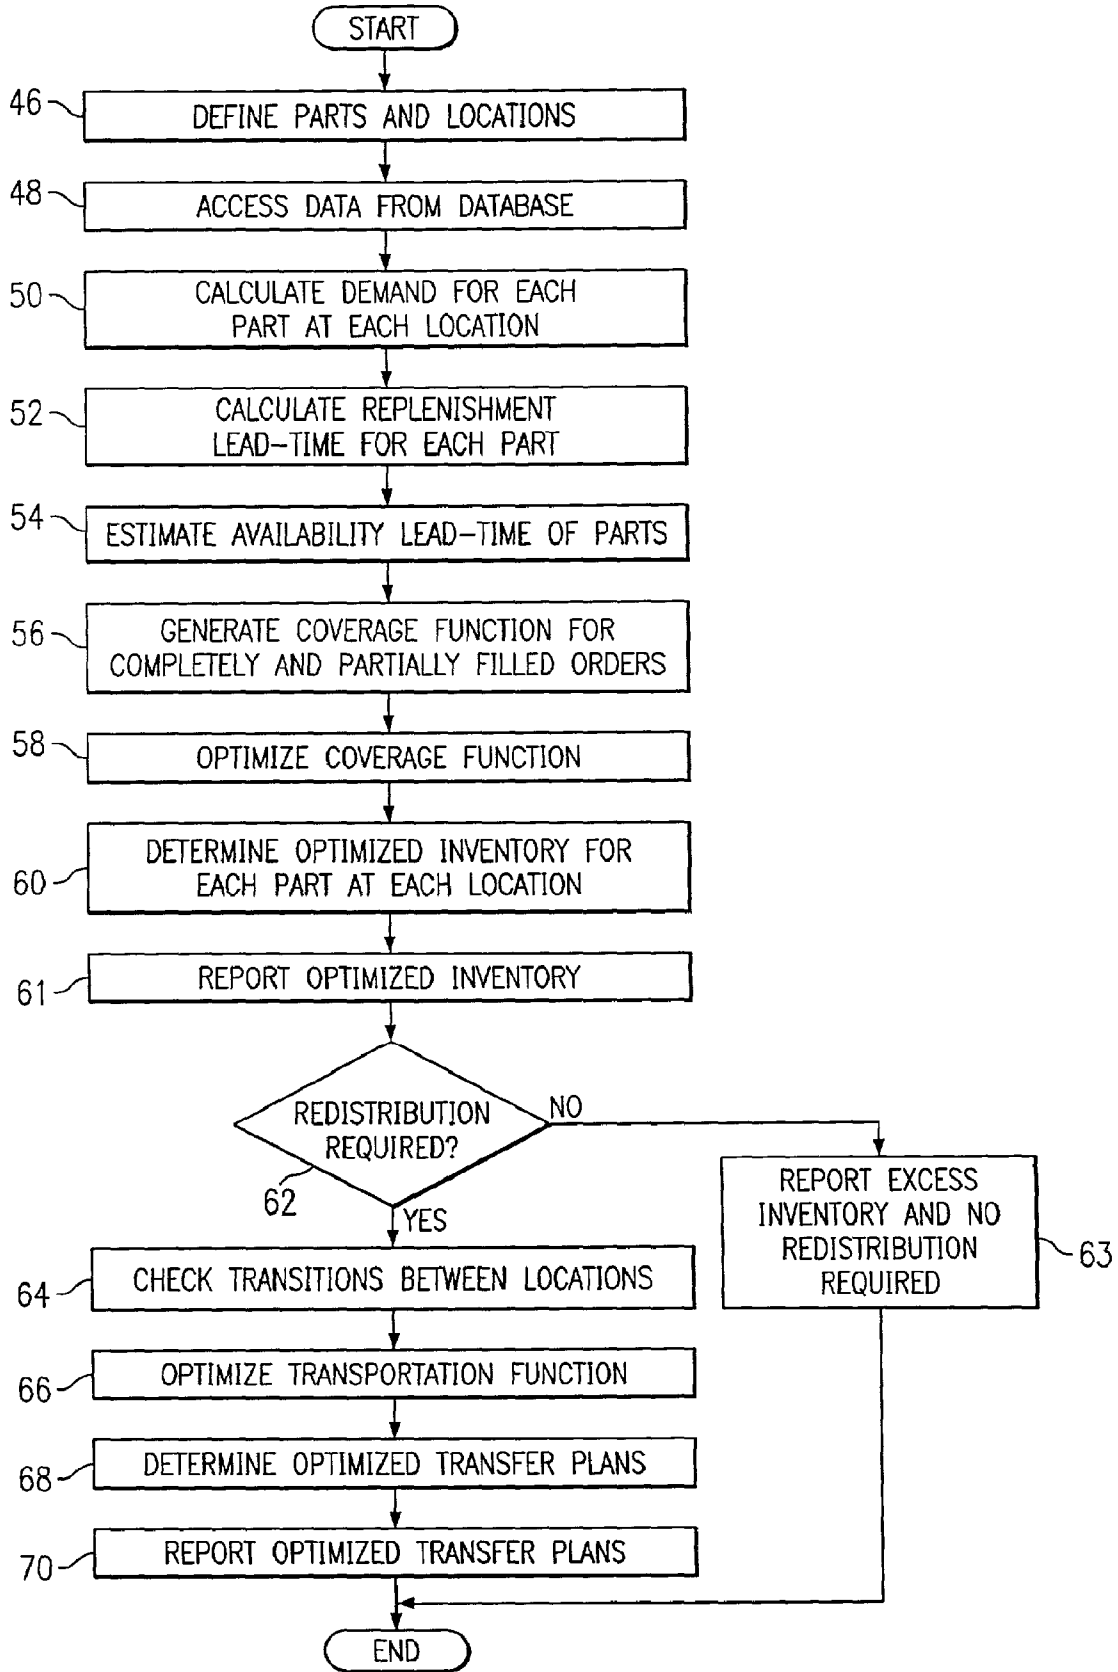 START
46
DEFINE PARTS AND LOCATIONS
48
ACCESS DATA FROM DATABASE
50
CALCULATE DEMAND FOR EACH
PART AT EACH LOCATION
52
CALCULATE REPLENISHMENT
LEAD-TIME FOR EACH PART
54
ESTIMATE AVAILABILITY LEAD-TIME OF PARTS
56
GENERATE COVERAGE FUNCTION FOR
COMPLETELY AND PARTIALLY FILLED ORDERS
58
OPTIMIZE COVERAGE FUNCTION
60
DETERMINE OPTIMIZED INVENTORY FOR
EACH PART AT EACH LOCATION
61
REPORT OPTIMIZED INVENTORY
REDISTRIBUTION
REQUIRED?
62
NO
YES
REPORT EXCESS
INVENTORY AND NO
REDISTRIBUTION
REQUIRED
63
64
CHECK TRANSITIONS BETWEEN LOCATIONS
66
OPTIMIZE TRANSPORTATION FUNCTION
68
DETERMINE OPTIMIZED TRANSFER PLANS
70
REPORT OPTIMIZED TRANSFER PLANS
END